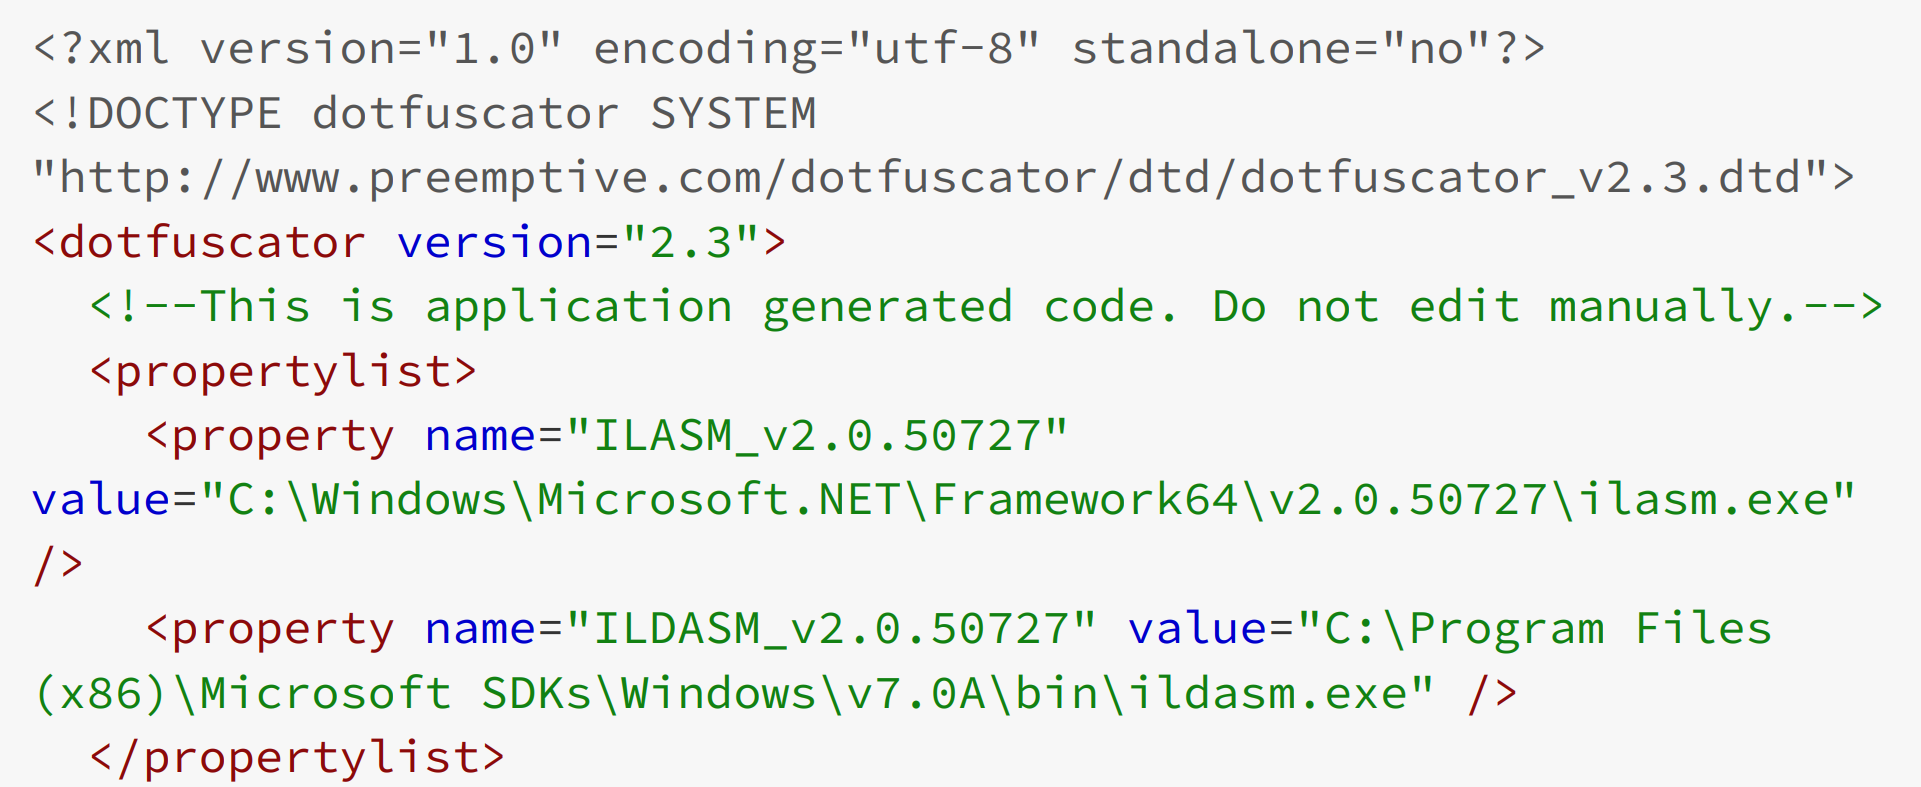 <?xml version="1.0" encoding="utf-8" standalone="no"?>
<!DOCTYPE dotfuscator SYSTEM
"http://www.preemptive.com/dotfuscator/dtd/dotfuscator_v2.3.dtd">
<dotfuscator version="2.3">
  <!--This is application generated code. Do not edit manually.-->
  <propertylist>
    <property name="ILASM_v2.0.50727"
value="C:\Windows\Microsoft.NET\Framework64\v2.0.50727\ilasm.exe"
/>
    <property name="ILDASM_v2.0.50727" value="C:\Program Files
(x86)\Microsoft SDKs\Windows\v7.0A\bin\ildasm.exe" />
  </propertylist>